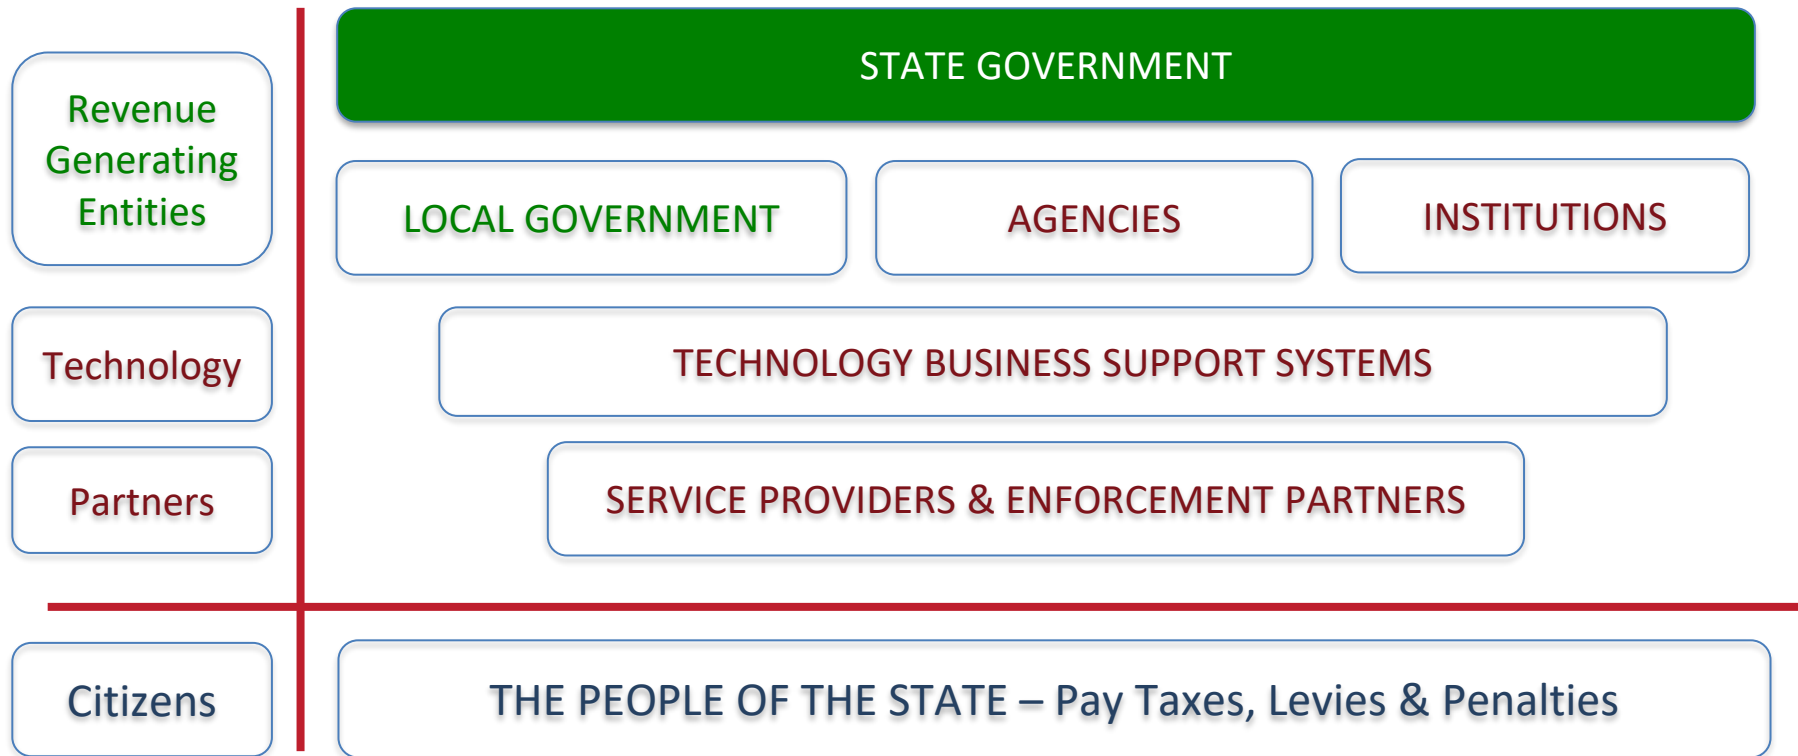 STATE GOVERNMENT
Revenue
Generating
Entities
LOCAL GOVERNMENT
AGENCIES
INSTITUTIONS
Technology
TECHNOLOGY BUSINESS SUPPORT SYSTEMS
Partners
SERVICE PROVIDERS & ENFORCEMENT PARTNERS
Citizens
THE PEOPLE OF THE STATE – Pay Taxes, Levies & Penalties